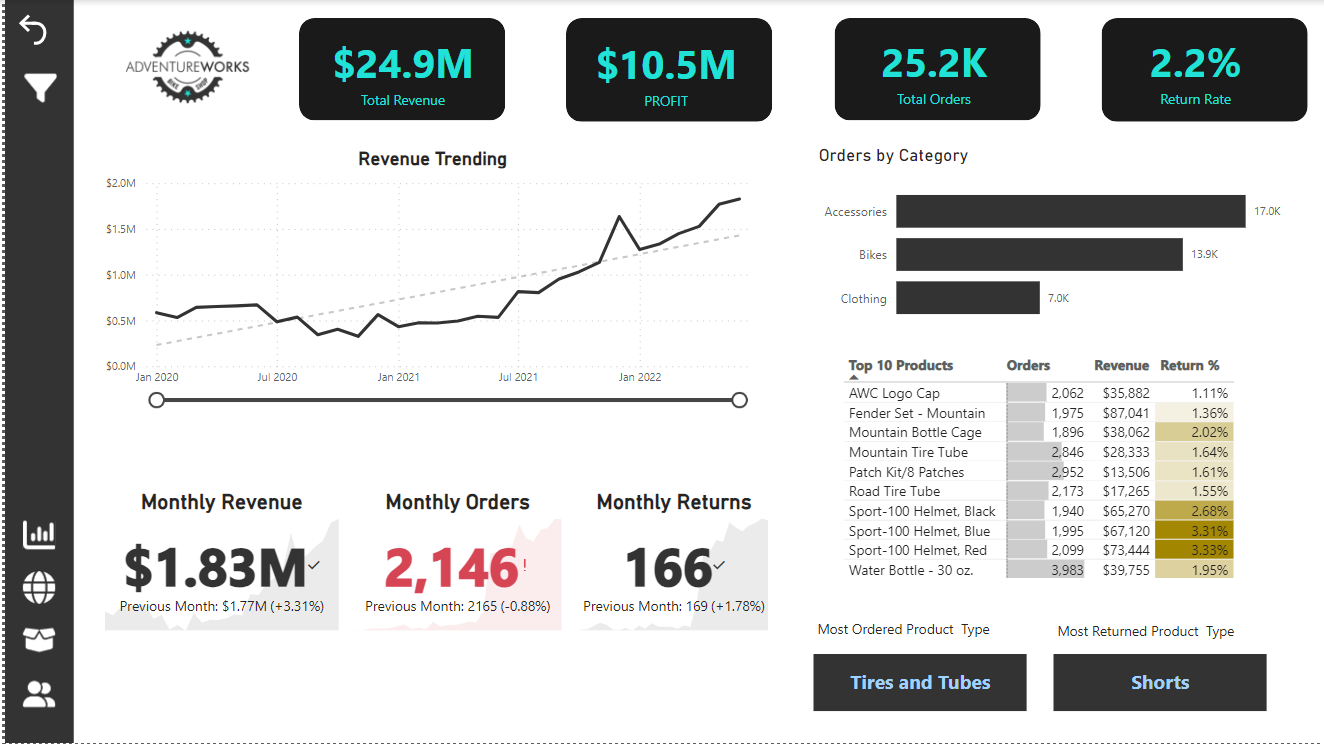 ADVENTUREWORKS
BIKE SHOP
$24.9M
Total Revenue
$10.5M
PROFIT
25.2K
Total Orders
2.2%
Return Rate
Revenue Trending
$2.0M
$1.5M
$1.0M
$0.5M
$0.0M
Jan 2020 Jul 2020 Jan 2021 Jul 2021 Jan 2022
Orders by Category
Accessories 17.0K
Bikes 13.9K
Clothing 7.0K
Top 10 Products Orders Revenue Return %
AWC Logo Cap 2,062 $35,882 1.11%
Fender Set - Mountain 1,975 $87,041 1.36%
Mountain Bottle Cage 1,896 $38,062 2.02%
Mountain Tire Tube 2,846 $28,333 1.64%
Patch Kit/8 Patches 2,952 $13,506 1.61%
Road Tire Tube 2,173 $17,265 1.55%
Sport-100 Helmet, Black 1,940 $65,270 2.68%
Sport-100 Helmet, Blue 1,995 $67,120 3.31%
Sport-100 Helmet, Red 2,099 $73,444 3.33%
Water Bottle - 30 oz. 3,983 $39,755 1.95%
Monthly Revenue
$1.83M
Previous Month: $1.77M (+3.31%)
Monthly Orders
2,146!
Previous Month: 2165 (-0.88%)
Monthly Returns
166
Previous Month: 169 (+1.78%)
Most Ordered Product Type
Tires and Tubes
Most Returned Product Type
Shorts